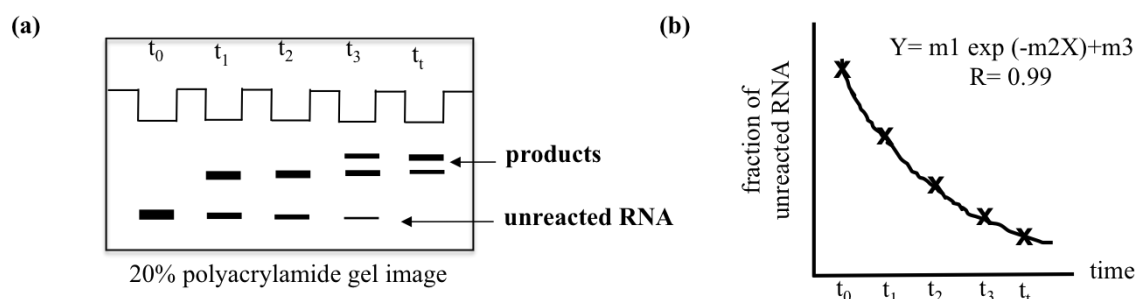 (a)
t0 t1 t2 t3 tt
products
unreacted RNA
20% polyacrylamide gel image
(b)
Y= m1 exp (-m2X)+m3
R= 0.99
fraction of
unreacted RNA
time
t0 t1 t2 t3 tt